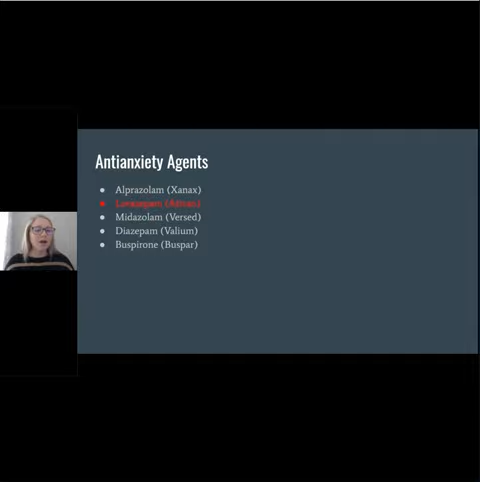 Antianxiety Agents
● Alprazolam (Xanax)
● Lorazepam (Ativan)
● Midazolam (Versed)
● Diazepam (Valium)
● Buspirone (Buspar)